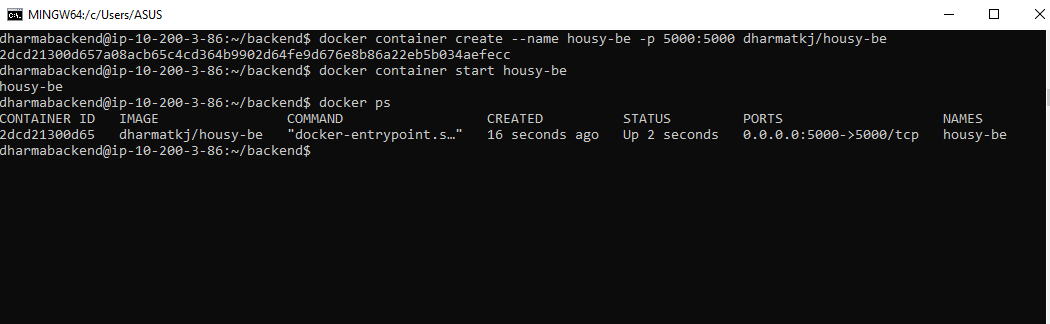 MINGW64:/c/Users/ASUS
dharmabackend@ip-10-200-3-86:~/backend$ docker container create --name housy-be -p 5000:5000 dharmatkj/housy-be
2dcd21300d657a08acb65c4cd364b9902d64fe9d676e8b86a22eb5b034aefecc
dharmabackend@ip-10-200-3-86:~/backend$ docker container start housy-be
housy-be
dharmabackend@ip-10-200-3-86:~/backend$ docker ps
CONTAINER ID   IMAGE                COMMAND                  CREATED          STATUS         PORTS                    NAMES
2dcd21300d65   dharmatkj/housy-be   "docker-entrypoint.s…"   16 seconds ago   Up 2 seconds   0.0.0.0:5000->5000/tcp   housy-be
dharmabackend@ip-10-200-3-86:~/backend$